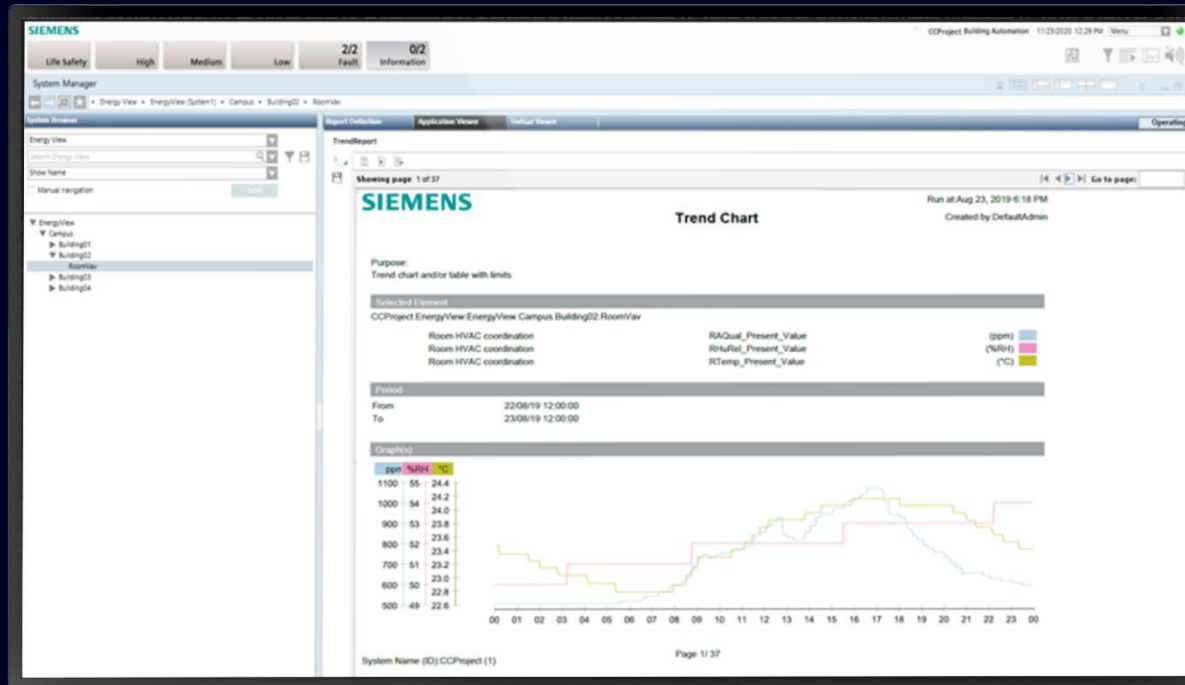 SIEMENS
CCProject Building Automation 11/25/2020 12:29 PM Menu
2/2 0/2
Life Safety High Medium Low Fault Information
System Manager
Energy View • EnergyView (System1) • Campus • Building02 • RoomVav
System Browser
Report Definition Application Viewer Textual Viewer
Operating
Energy View
Search Energy View
Show Name
Manual navigation
Send
EnergyView
Campus
Building01
Building02
RoomVav
Building03
Building04
TrendReport
Showing page 1 of 37
Go to page:
SIEMENS
Run at:Aug 23, 2019 6:18 PM
Trend Chart
Created by:DefaultAdmin
Purpose:
Trend chart and/or table with limits
Selected Element
CCProject.EnergyView:EnergyView.Campus.Building02.RoomVav
Room HVAC coordination RAQual_Present_Value (ppm)
Room HVAC coordination RHuRel_Present_Value (%RH)
Room HVAC coordination RTemp_Present_Value (°C)
Period
From 22/08/19 12:00:00
To 23/08/19 12:00:00
Graph(s)
ppm %RH °C
1100 55 24.4
24.2
1000 54 24.0
900 53 23.8
23.6
800 52 23.4
700 51 23.2
23.0
600 50 22.8
500 49 22.6
00 01 02 03 04 05 06 07 08 09 10 11 12 13 14 15 16 17 18 19 20 21 22 23 00
Page 1/ 37
System Name (ID):CCProject (1)